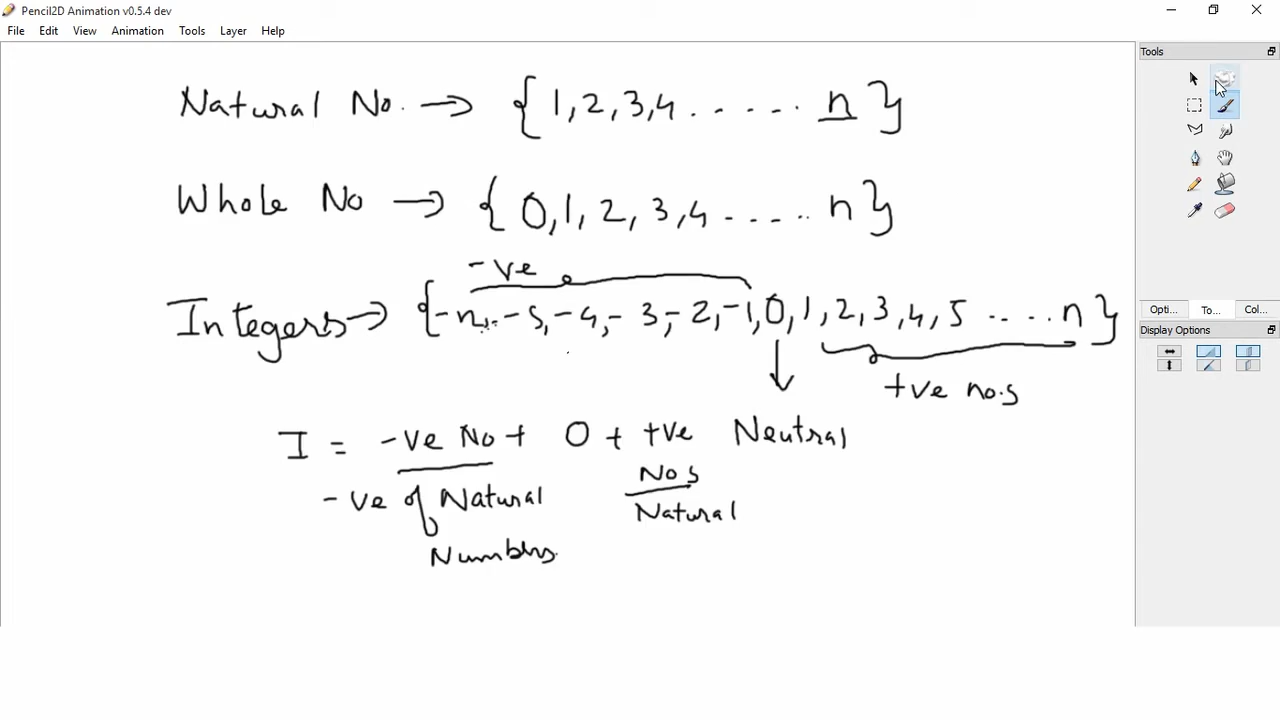 Pencil2D Animation v0.5.4 dev
File Edit View Animation Tools Layer Help
Tools
Natural No. → {1,2,3,4 . . . . . . n}
Whole No → {0,1, 2, 3,4 . . . . . n}
-ve
Integers → {-n, .. -5, -4, -3, -2, -1, 0, 1, 2, 3, 4, 5 . . . . n}
+ve no.s
I = -ve No + 0 + +ve Neutral
Nos
-ve of Natural
Natural
Numbers.
Opti... To... Col...
Display Options